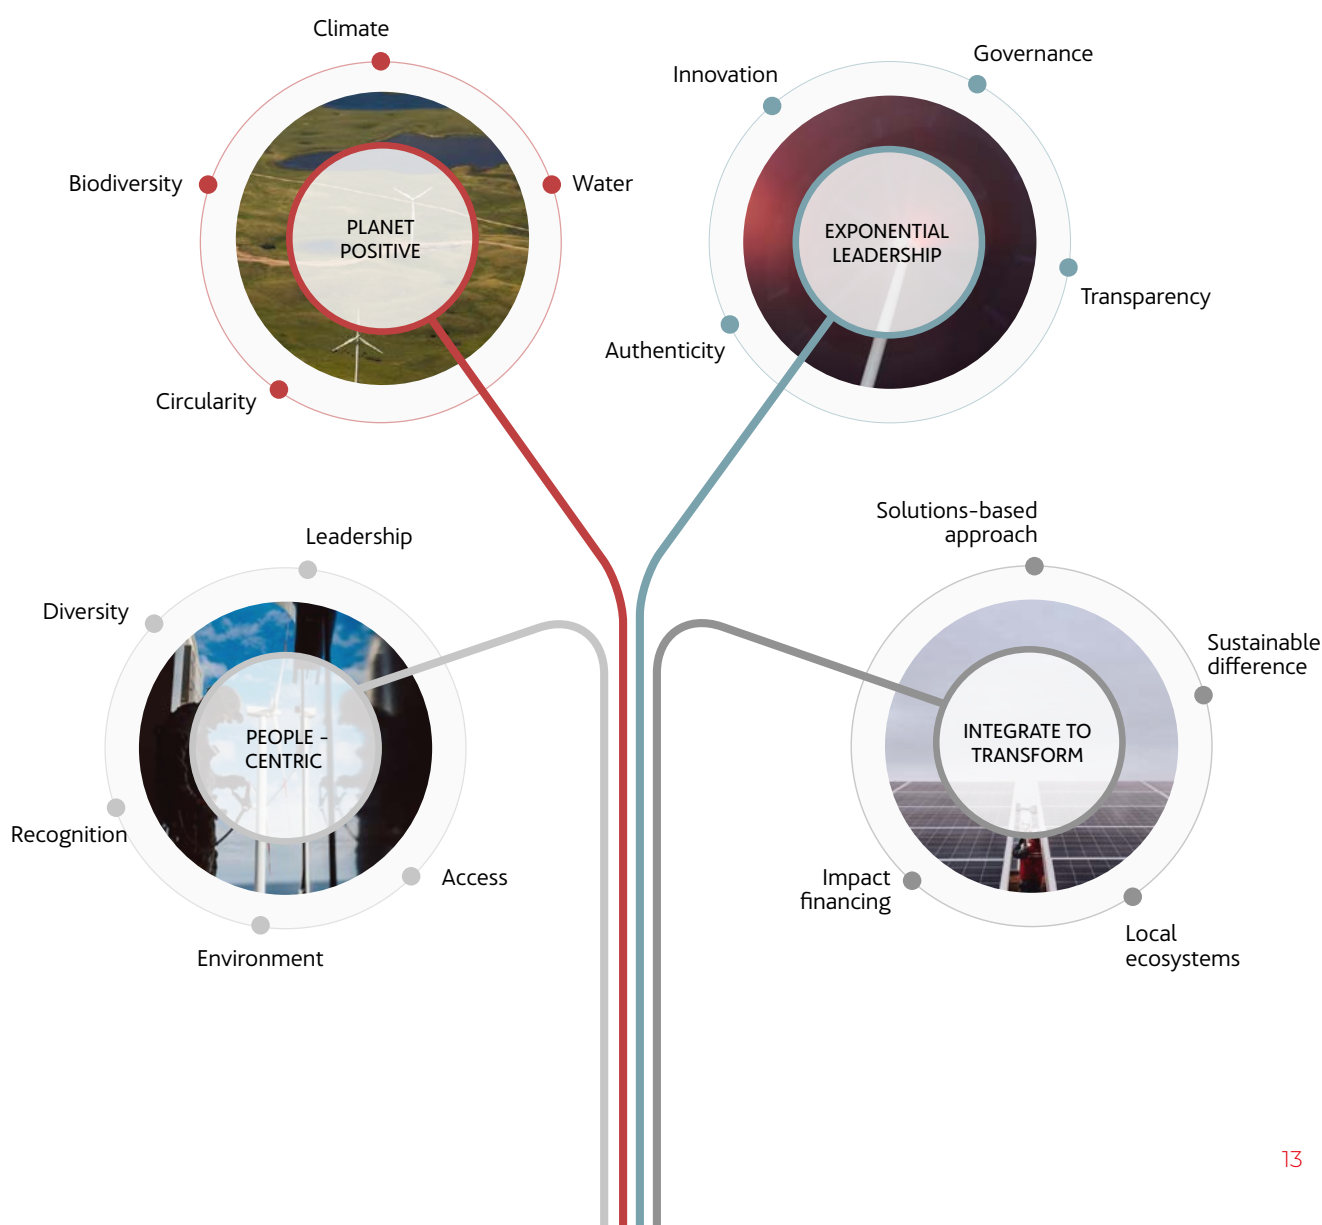 Climate
Biodiversity
Water
PLANET
POSITIVE
Circularity
Governance
Innovation
EXPONENTIAL
LEADERSHIP
Transparency
Authenticity
Leadership
Diversity
PEOPLE -
CENTRIC
Recognition
Access
Environment
Solutions-based
approach
Sustainable
difference
INTEGRATE TO
TRANSFORM
Impact
financing
Local
ecosystems
13